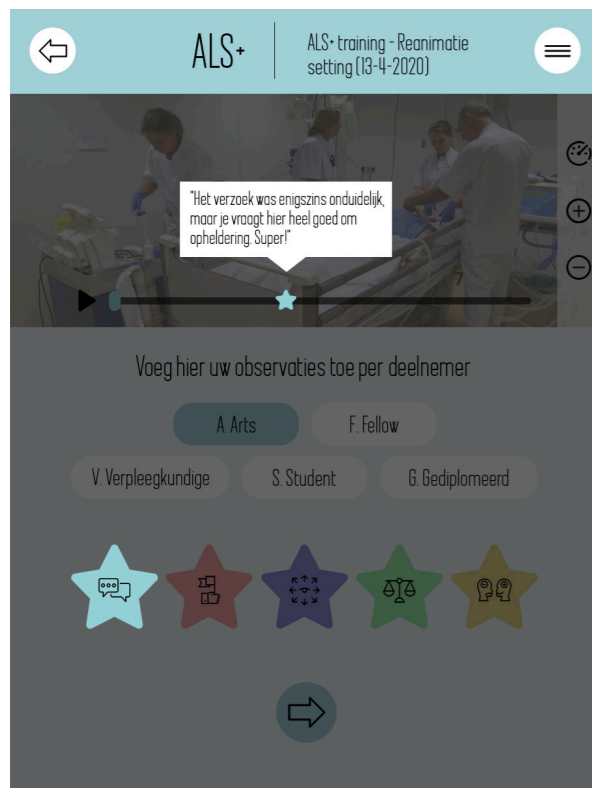 ALS+
ALS+ training - Reanimatie
setting (13-4-2020)
"Het verzoek was enigszins onduidelijk,
maar je vraagt hier heel goed om
opheldering. Super!"
Voeg hier uw observaties toe per deelnemer
A. Arts
F. Fellow
V. Verpleegkundige
S. Student
G. Gediplomeerd